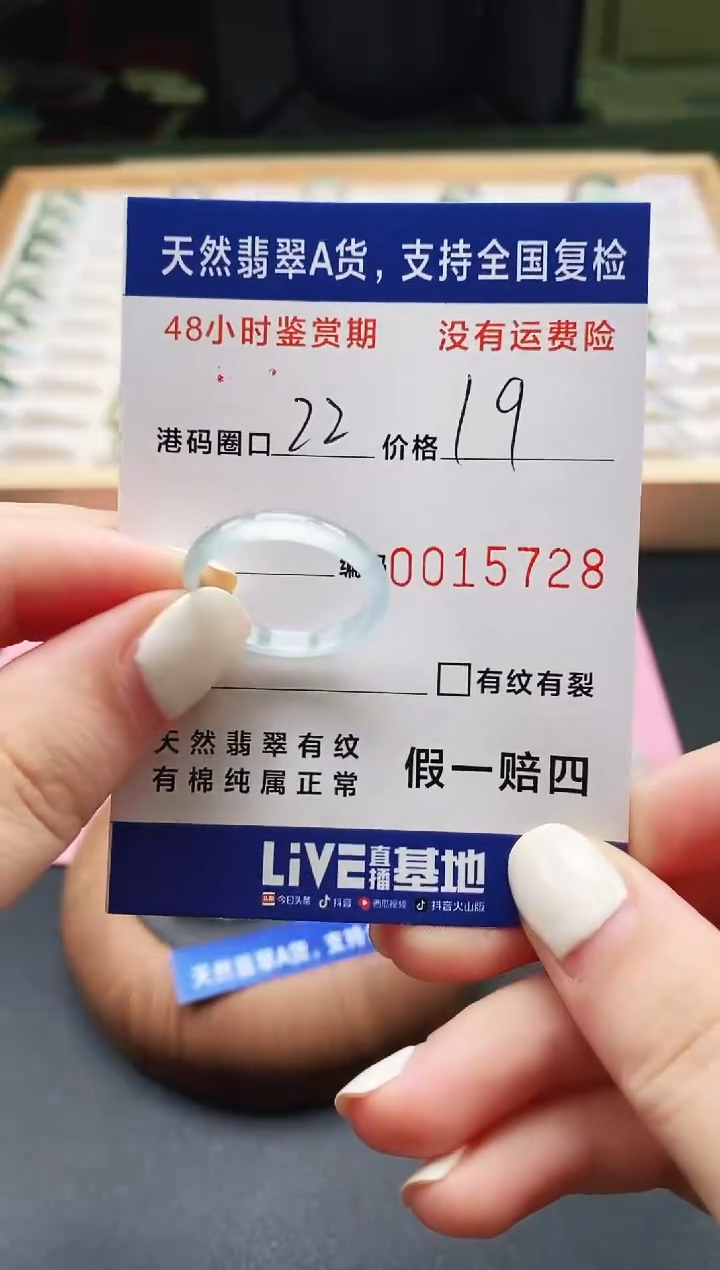 天然翡翠A货，支持全国复检
48小时鉴赏期 没有运费险
港码圈口 22 价格 19
0015728
□有纹有裂
天然翡翠有纹
有棉纯属正常
假一赔四
LiVE直播基地
头条 今日头条 抖音 西瓜视频 抖音火山版
天然翡翠A货，支持